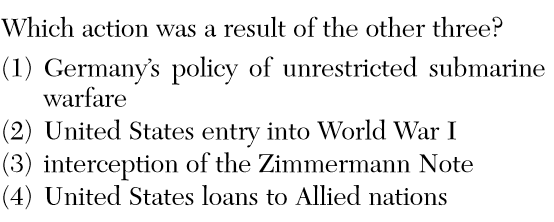 Which action was a result of the other three?
(1) Germany's policy of unrestricted submarine
warfare
(2) United States entry into World War I
(3) interception of the Zimmermann Note
(4) United States loans to Allied nations